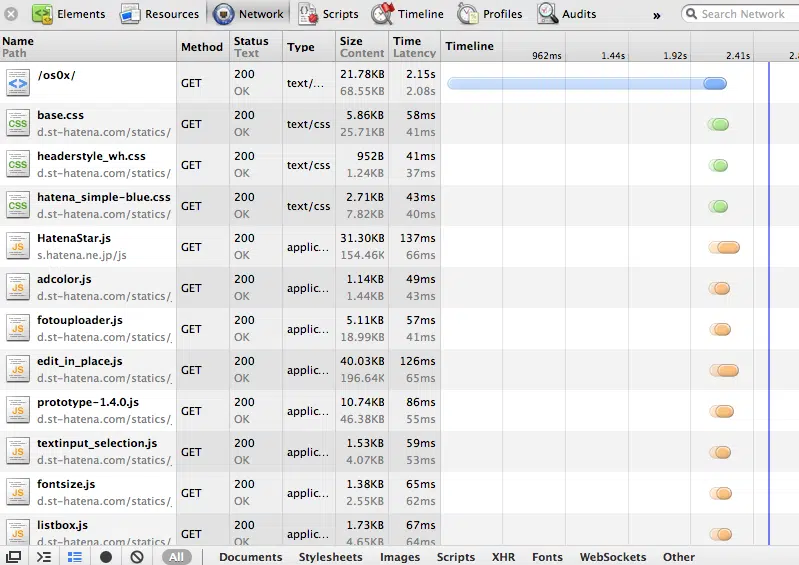 Elements Resources Network Scripts Timeline Profiles Audits » Search Network
Name Path Method Status Text Type Size Content Time Latency Timeline 962ms 1.44s 1.92s 2.41s 2.8
/os0x/ GET 200 21.78KB 2.15s
OK text/... 68.55KB 2.08s
base.css GET 200 text/css 5.86KB 58ms
d.st-hatena.com/statics/ OK 25.71KB 41ms
headerstyle_wh.css GET 200 text/css 952B 41ms
d.st-hatena.com/statics/ OK 1.24KB 37ms
hatena_simple-blue.css GET 200 text/css 2.71KB 43ms
d.st-hatena.com/statics/ OK 7.82KB 40ms
HatenaStar.js GET 200 applic... 31.30KB 137ms
s.hatena.ne.jp/js OK 154.46K 66ms
adcolor.js GET 200 applic... 1.14KB 49ms
d.st-hatena.com/statics/ OK 1.44KB 43ms
fotouploader.js GET 200 applic... 5.11KB 57ms
d.st-hatena.com/statics/ OK 18.99KB 41ms
edit_in_place.js GET 200 applic... 40.03KB 126ms
d.st-hatena.com/statics/ OK 196.64K 65ms
prototype-1.4.0.js GET 200 applic... 10.74KB 86ms
d.st-hatena.com/statics/ OK 46.38KB 55ms
textinput_selection.js GET 200 applic... 1.53KB 59ms
d.st-hatena.com/statics/ OK 4.07KB 53ms
fontsize.js GET 200 applic... 1.38KB 65ms
d.st-hatena.com/statics/ OK 2.55KB 62ms
listbox.js GET 200 applic... 1.73KB 67ms
d.st-hatena.com/statics/ OK 4.65KB 64ms
All Documents Stylesheets Images Scripts XHR Fonts WebSockets Other